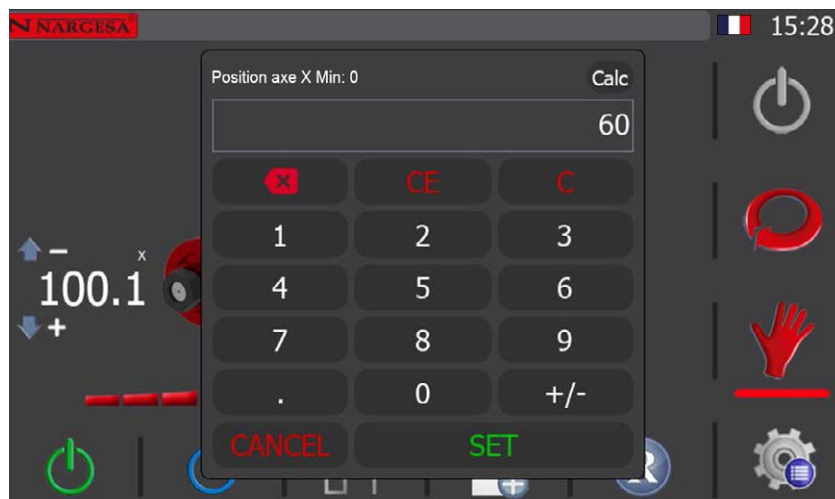 NARGESA
15:28
Position axe X Min: 0
Calc
60
CE
C
1
2
3
x
100.1
4
5
6
7
8
9
.
0
+/-
CANCEL
SET
R